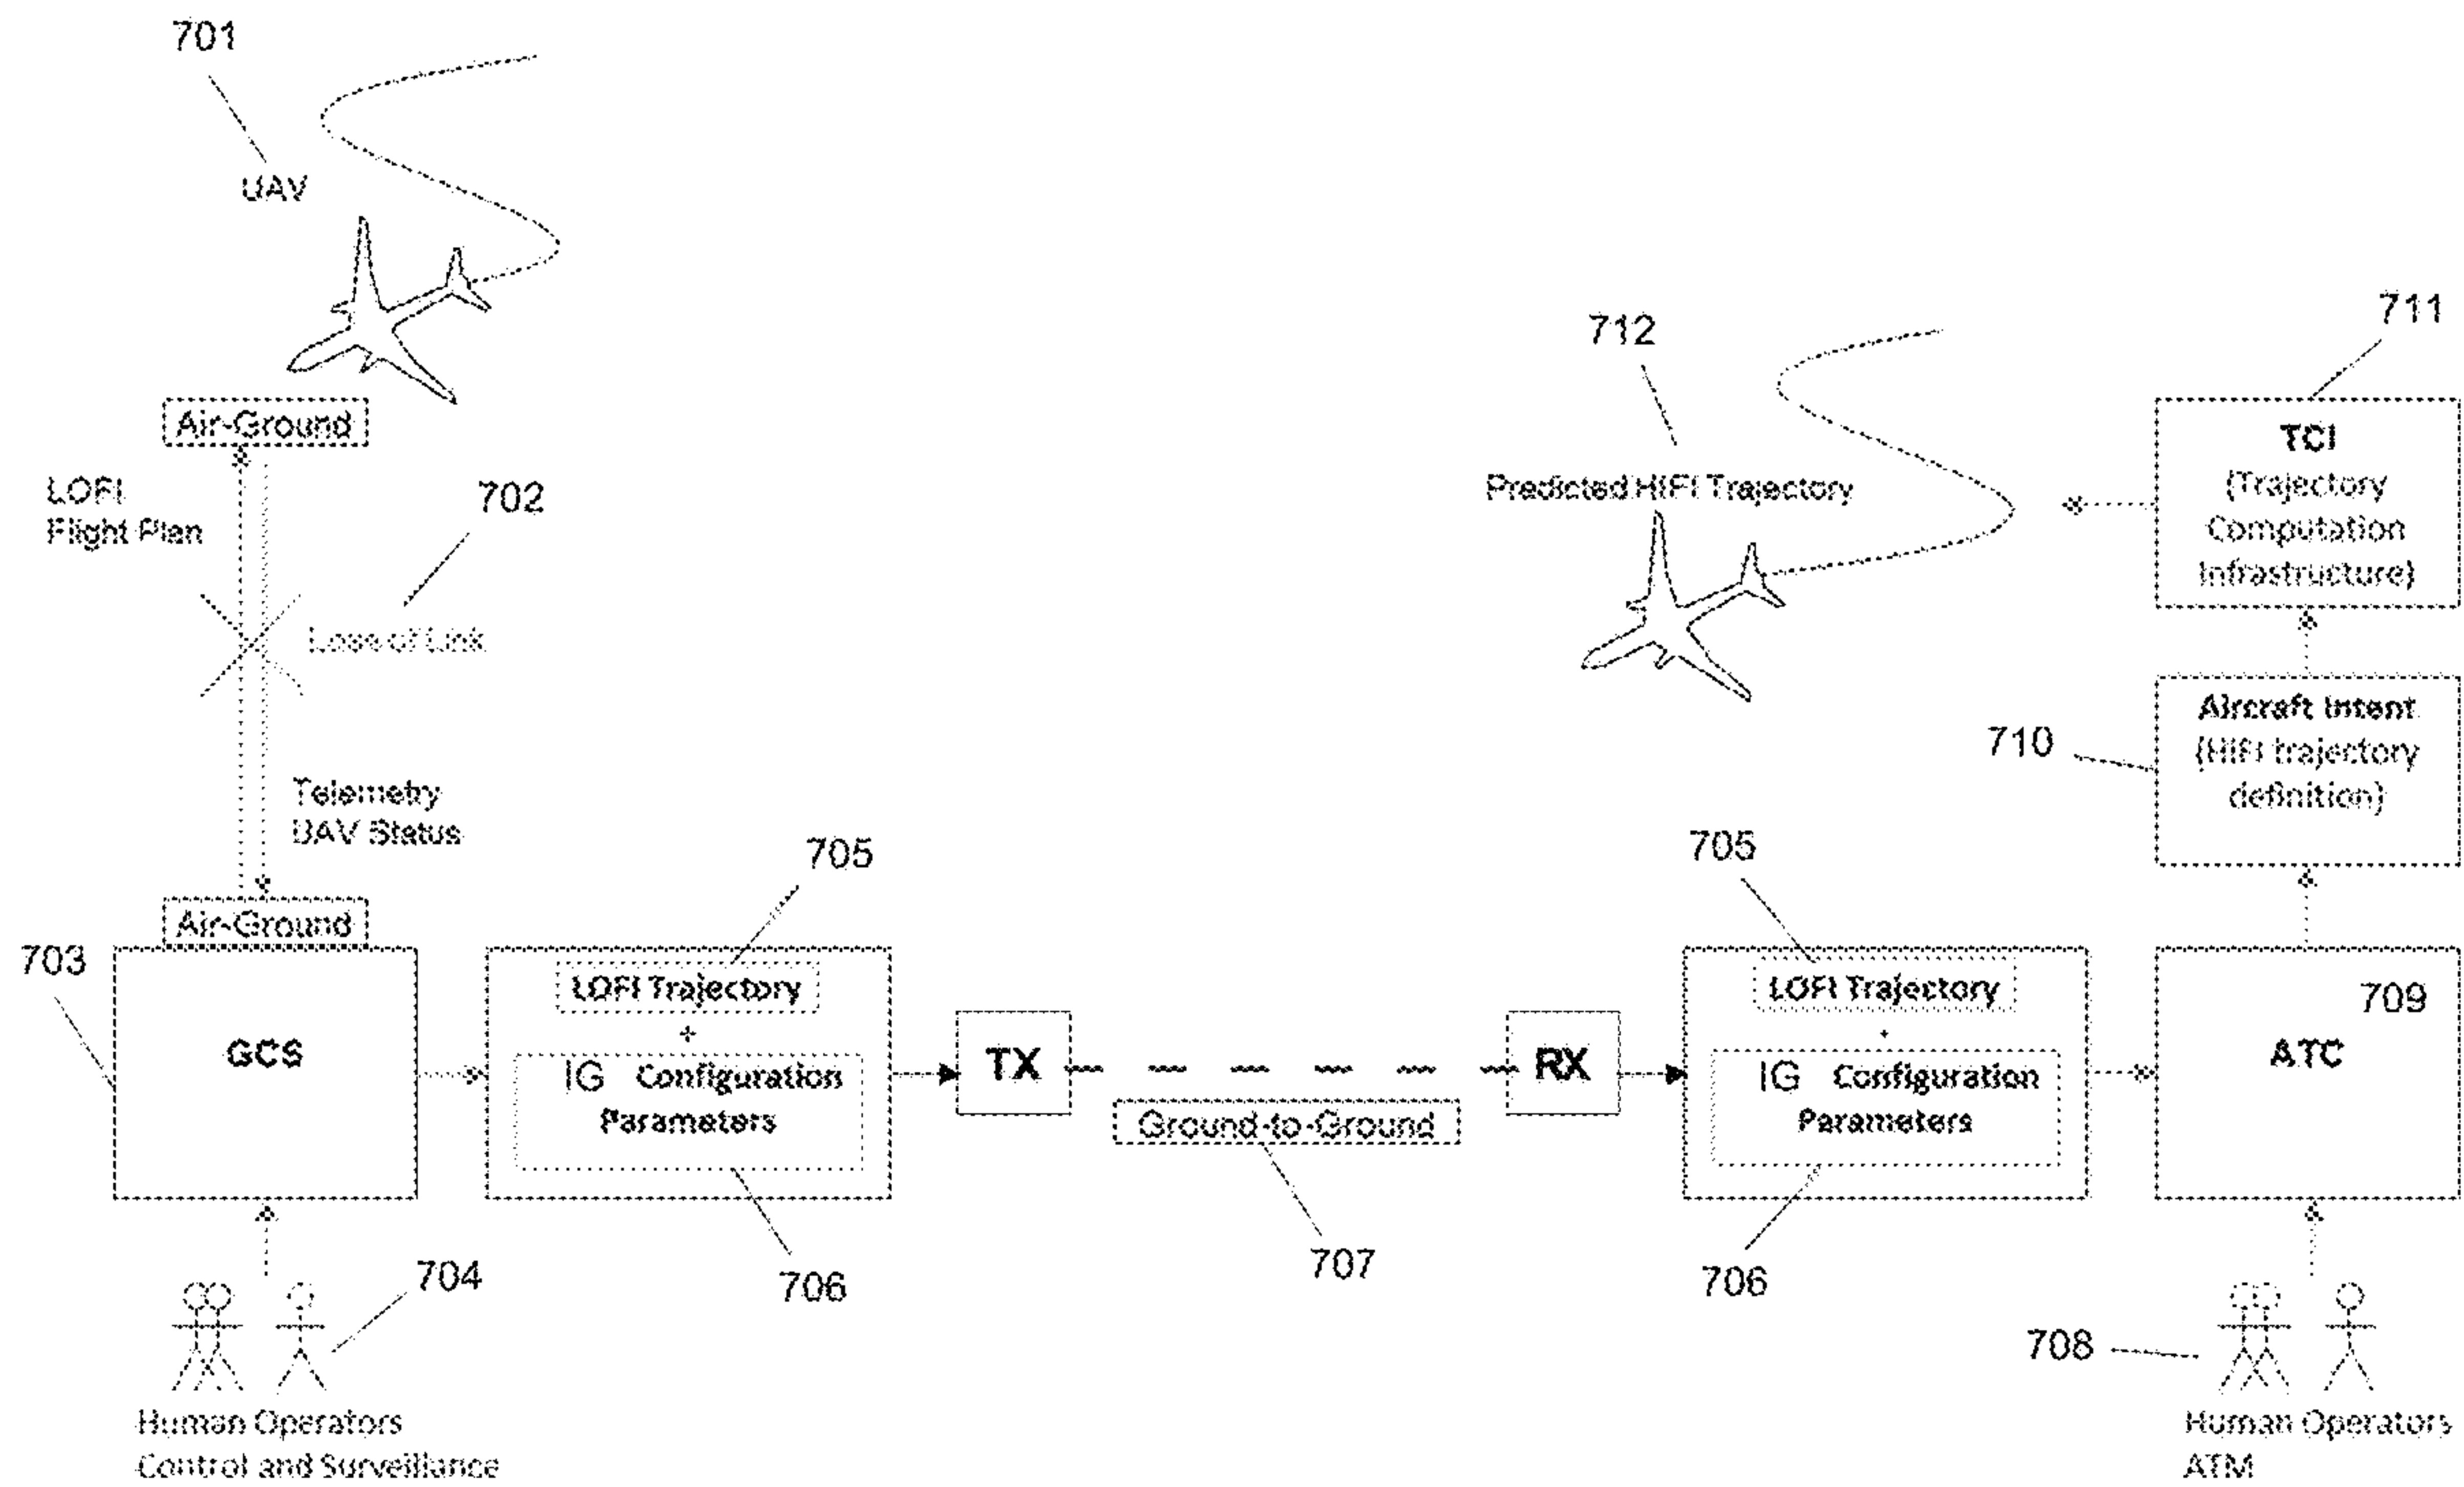 701
UAV
Air-Ground
LOFI
Flight Plan
702
Loss of Link
Telemetry
UAV Status
Air-Ground
703
GCS
704
Human Operators
Control and Surveillance
705
LOFI Trajectory
+
IG Configuration
Parameters
706
TX
Ground-to-Ground
707
RX
705
LOFI Trajectory
+
IG Configuration
Parameters
706
709
ATC
708
Human Operators
ATM
710
Aircraft Intent
(HIFI trajectory
definition)
711
TCI
(Trajectory
Computation
Infrastructure)
712
Predicted HIFI Trajectory